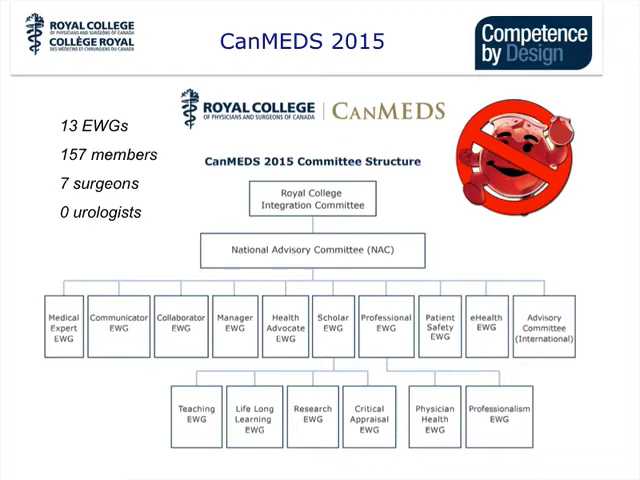 ROYAL COLLEGE
OF PHYSICIANS AND SURGEONS OF CANADA
COLLÈGE ROYAL
DES MÉDECINS ET CHIRURGIENS DU CANADA
CanMEDS 2015
Competence
by Design
13 EWGs
157 members
7 surgeons
0 urologists
ROYAL COLLEGE
OF PHYSICIANS AND SURGEONS OF CANADA
CANMEDS
CanMEDS 2015 Committee Structure
Royal College
Integration Committee
National Advisory Committee (NAC)
Medical
Expert
EWG
Communicator
EWG
Collaborator
EWG
Manager
EWG
Health
Advocate
EWG
Scholar
EWG
Professional
EWG
Patient
Safety
EWG
eHealth
EWG
Advisory
Committee
(International)
Teaching
EWG
Life Long
Learning
EWG
Research
EWG
Critical
Appraisal
EWG
Physician
Health
EWG
Professionalism
EWG